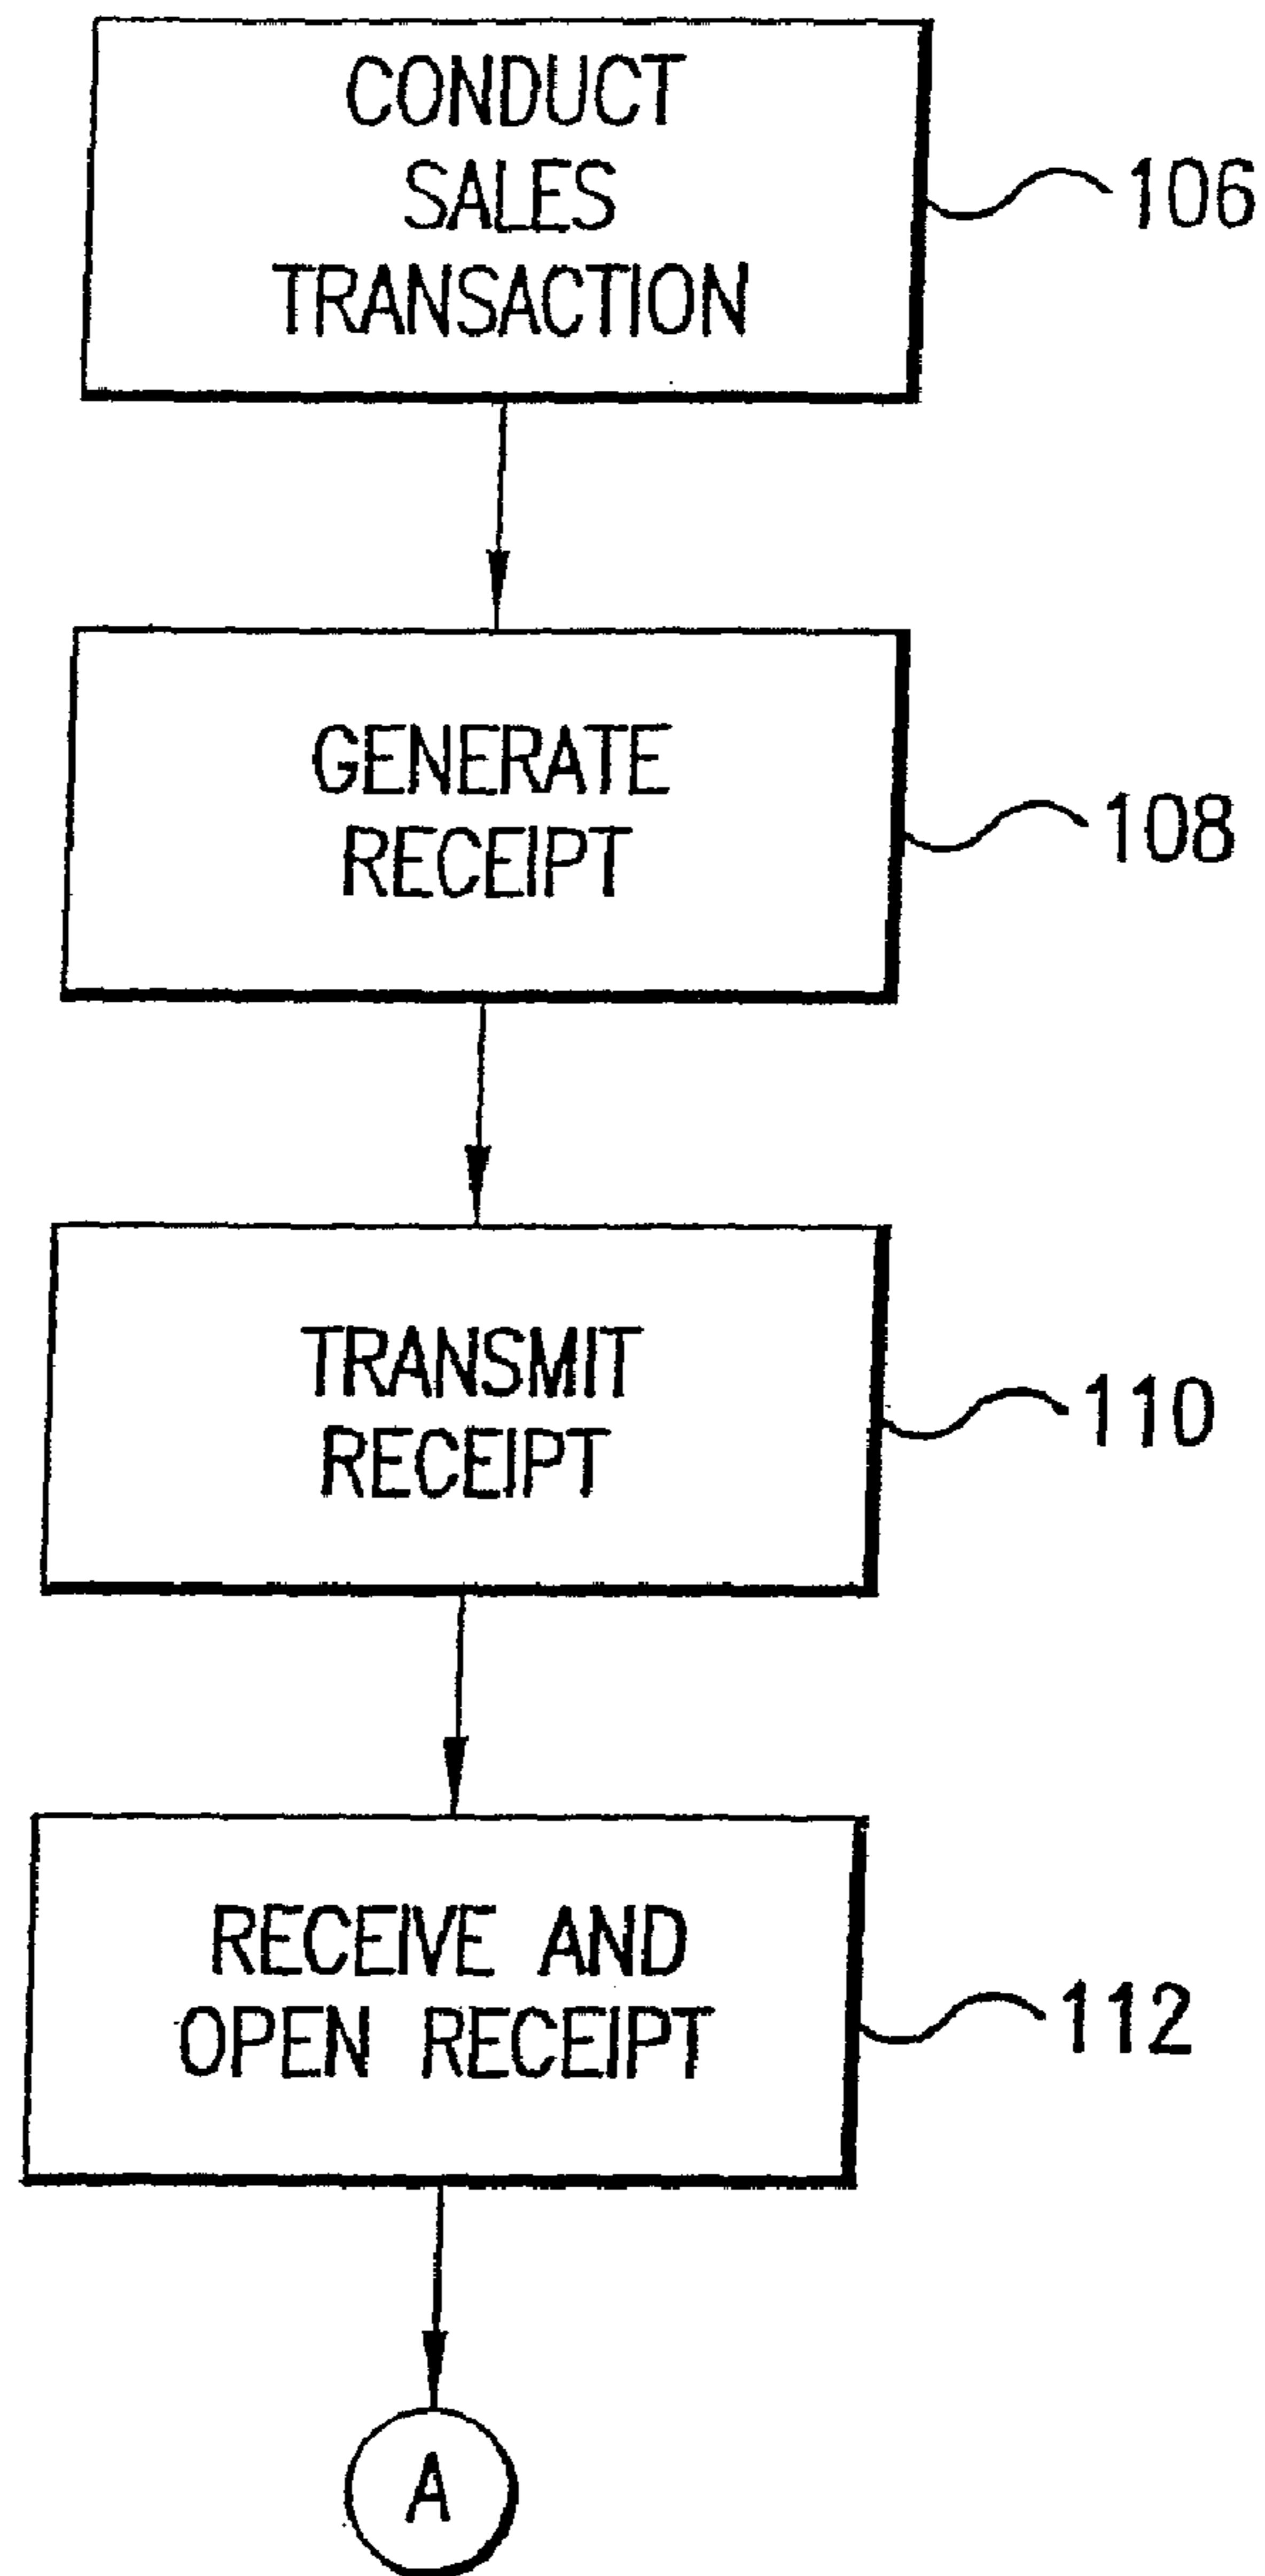 CONDUCT
SALES
TRANSACTION
106
GENERATE
RECEIPT
108
TRANSMIT
RECEIPT
110
RECEIVE AND
OPEN RECEIPT
112
A